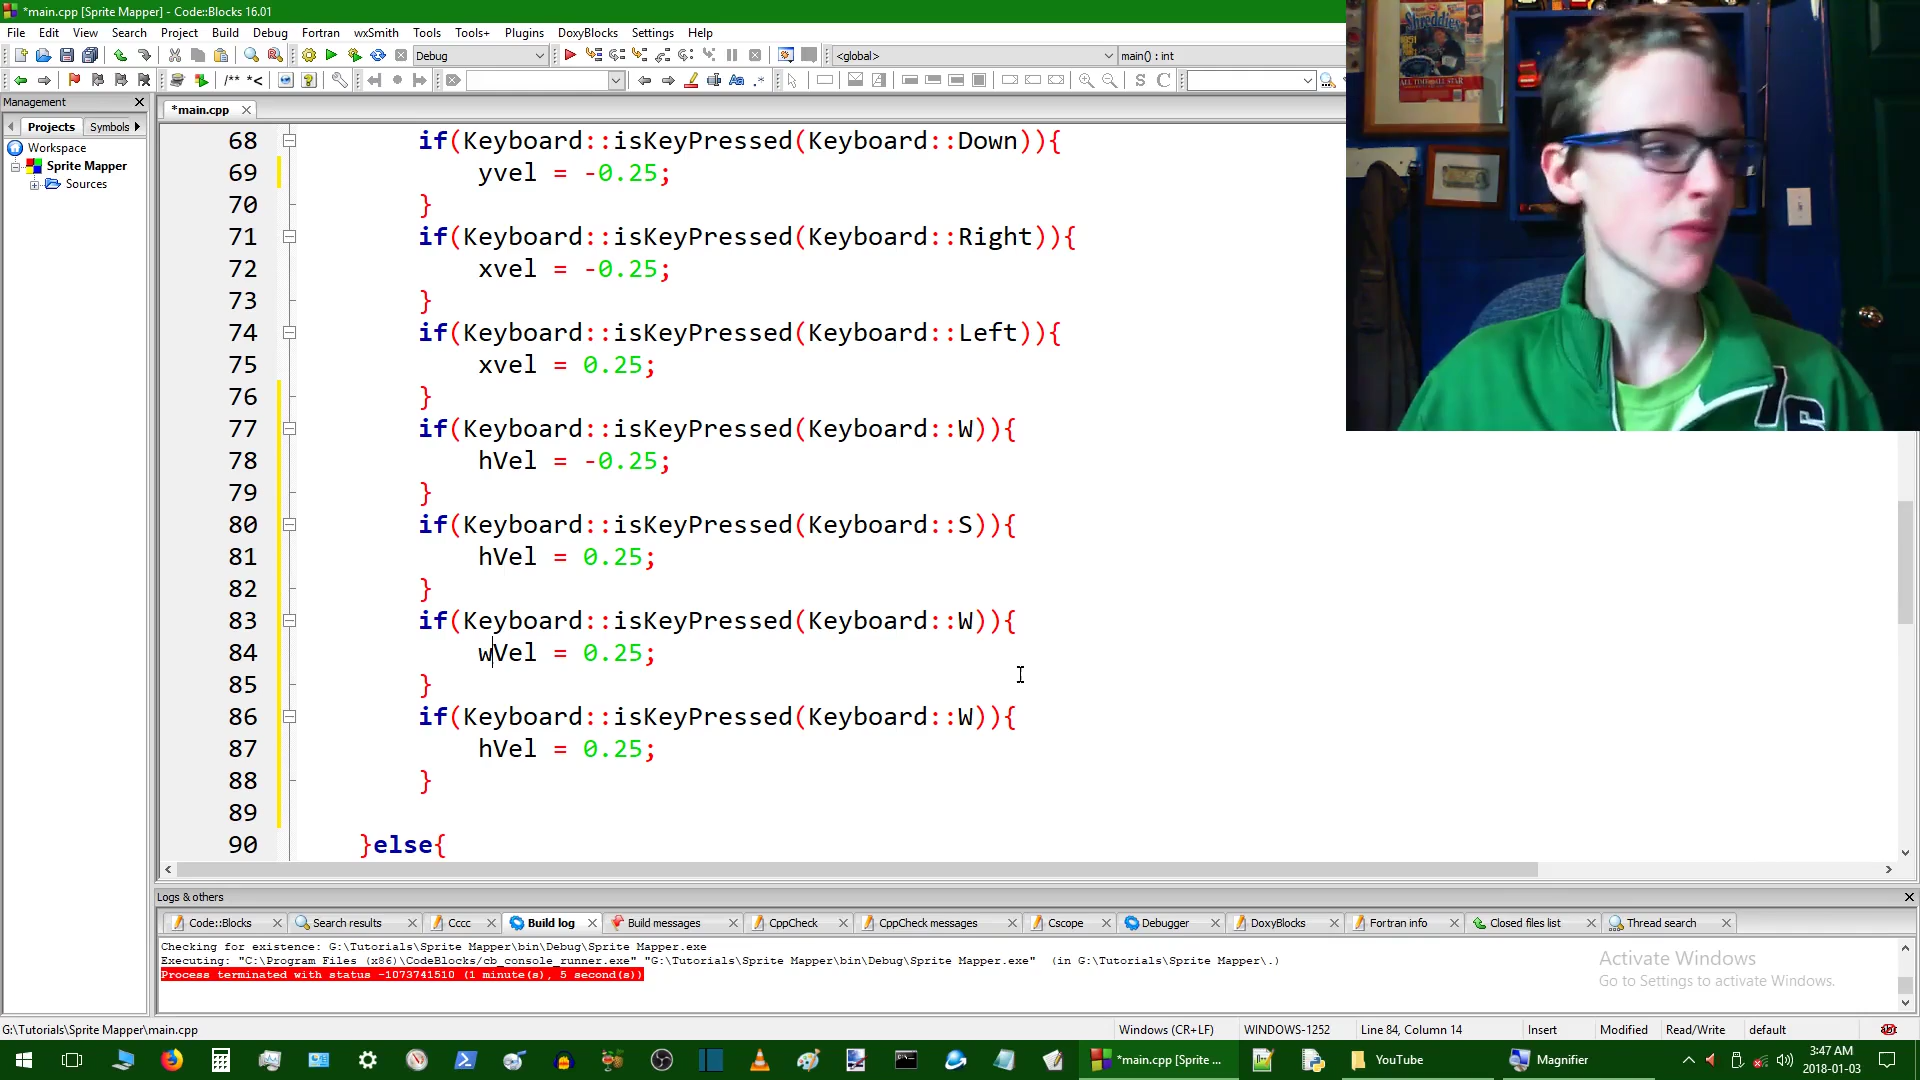 *main.cpp [Sprite Mapper] - Code::Blocks 16.01
File Edit View Search Project Build Debug Fortran wxSmith Tools Tools+ Plugins DoxyBlocks Settings Help
Debug <global> main() : int
/** *<
Management
Projects Symbols
Workspace
Sprite Mapper
Sources
*main.cpp
68 if(Keyboard::isKeyPressed(Keyboard::Down)){
69 yvel = -0.25;
70 }
71 if(Keyboard::isKeyPressed(Keyboard::Right)){
72 xvel = -0.25;
73 }
74 if(Keyboard::isKeyPressed(Keyboard::Left)){
75 xvel = 0.25;
76 }
77 if(Keyboard::isKeyPressed(Keyboard::W)){
78 hVel = -0.25;
79 }
80 if(Keyboard::isKeyPressed(Keyboard::S)){
81 hVel = 0.25;
82 }
83 if(Keyboard::isKeyPressed(Keyboard::W)){
84 wVel = 0.25;
85 }
86 if(Keyboard::isKeyPressed(Keyboard::W)){
87 hVel = 0.25;
88 }
89
90 }else{
Shreddies
Logs & others
Code::Blocks Search results Cccc Build log Build messages CppCheck CppCheck messages Cscope Debugger DoxyBlocks Fortran info Closed files list Thread search
Checking for existence: G:\Tutorials\Sprite Mapper\bin\Debug\Sprite Mapper.exe
Executing: "C:\Program Files (x86)\CodeBlocks/cb_console_runner.exe" "G:\Tutorials\Sprite Mapper\bin\Debug\Sprite Mapper.exe" (in G:\Tutorials\Sprite Mapper\.)
Process terminated with status -1073741510 (1 minute(s), 5 second(s))
Activate Windows
Go to Settings to activate Windows.
G:\Tutorials\Sprite Mapper\main.cpp Windows (CR+LF) WINDOWS-1252 Line 84, Column 14 Insert Modified Read/Write default
*main.cpp [Sprite ... YouTube Magnifier 3:47 AM
2018-01-03